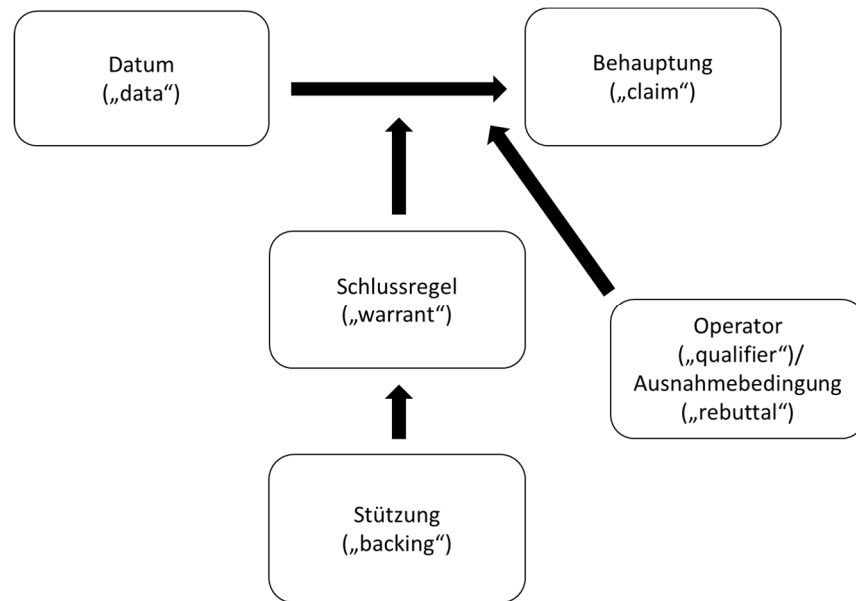 Datum
(„data“)
Behauptung
(„claim“)
Schlussregel
(„warrant“)
Operator
(„qualifier“)/
Ausnahmebedingung
(„rebuttal“)
Stützung
(„backing“)